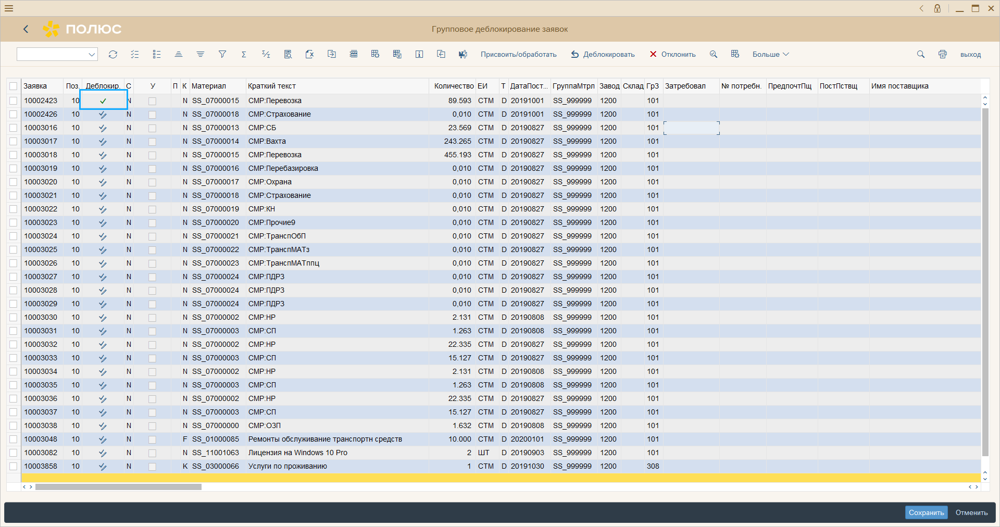 ПОЛЮС
Групповое деблокирование заявок
Присвоить/обработать Деблокировать Отклонить Больше выход
Заявка Поз. Деблокир. С У П К Материал Краткий текст Количество ЕИ Т ДатаПост... ГруппаМтрл Завод Склад ГрЗ Затребовал № потребн. ПредпочтПщ ПостПствщ Имя поставщика
10002423 10 N N SS_07000015 СМР:Перевозка 89.593 СТМ D 20191001 SS_999999 1200 101
10002426 10 N N SS_07000018 СМР:Страхование 0,010 СТМ D 20191001 SS_999999 1200 101
10003016 10 N N SS_07000013 СМР:СБ 23.569 СТМ D 20190827 SS_999999 1200 101
10003017 10 N N SS_07000014 СМР:Вахта 243.265 СТМ D 20190827 SS_999999 1200 101
10003018 10 N N SS_07000015 СМР:Перевозка 455.193 СТМ D 20190827 SS_999999 1200 101
10003019 10 N N SS_07000016 СМР:Перебазировка 0,010 СТМ D 20190827 SS_999999 1200 101
10003020 10 N N SS_07000017 СМР:Охрана 0,010 СТМ D 20190827 SS_999999 1200 101
10003021 10 N N SS_07000018 СМР:Страхование 0,010 СТМ D 20190827 SS_999999 1200 101
10003022 10 N N SS_07000019 СМР:КН 0,010 СТМ D 20190827 SS_999999 1200 101
10003023 10 N N SS_07000020 СМР:Прочие9 0,010 СТМ D 20190827 SS_999999 1200 101
10003024 10 N N SS_07000021 СМР:ТранспОбП 0,010 СТМ D 20190827 SS_999999 1200 101
10003025 10 N N SS_07000022 СМР:ТранспМАТз 0,010 СТМ D 20190827 SS_999999 1200 101
10003026 10 N N SS_07000023 СМР:ТранспМАТппц 0,010 СТМ D 20190827 SS_999999 1200 101
10003027 10 N N SS_07000024 СМР:ПДРЗ 0,010 СТМ D 20190827 SS_999999 1200 101
10003028 10 N N SS_07000024 СМР:ПДРЗ 0,010 СТМ D 20190827 SS_999999 1200 101
10003029 10 N N SS_07000024 СМР:ПДРЗ 0,010 СТМ D 20190827 SS_999999 1200 101
10003030 10 N N SS_07000002 СМР:НР 2.131 СТМ D 20190808 SS_999999 1200 101
10003031 10 N N SS_07000003 СМР:СП 1.263 СТМ D 20190808 SS_999999 1200 101
10003032 10 N N SS_07000002 СМР:НР 22.335 СТМ D 20190827 SS_999999 1200 101
10003033 10 N N SS_07000003 СМР:СП 15.127 СТМ D 20190827 SS_999999 1200 101
10003034 10 N N SS_07000002 СМР:НР 2.131 СТМ D 20190808 SS_999999 1200 101
10003035 10 N N SS_07000003 СМР:СП 1.263 СТМ D 20190808 SS_999999 1200 101
10003036 10 N N SS_07000002 СМР:НР 22.335 СТМ D 20190827 SS_999999 1200 101
10003037 10 N N SS_07000003 СМР:СП 15.127 СТМ D 20190827 SS_999999 1200 101
10003038 10 N N SS_07000000 СМР:ОЗП 1.632 СТМ D 20190808 SS_999999 1200 101
10003048 10 N F SS_01000085 Ремонты обслуживание транспортн средств 10.000 СТМ D 20200101 SS_999999 1200 101
10003082 10 N N SS_11001063 Лицензия на Windows 10 Pro 2 ШТ D 20190903 SS_999999 1200 101
10003858 10 N K SS_03000066 Услуги по проживанию 1 СТМ D 20191030 SS_999999 1200 308
Сохранить Отменить